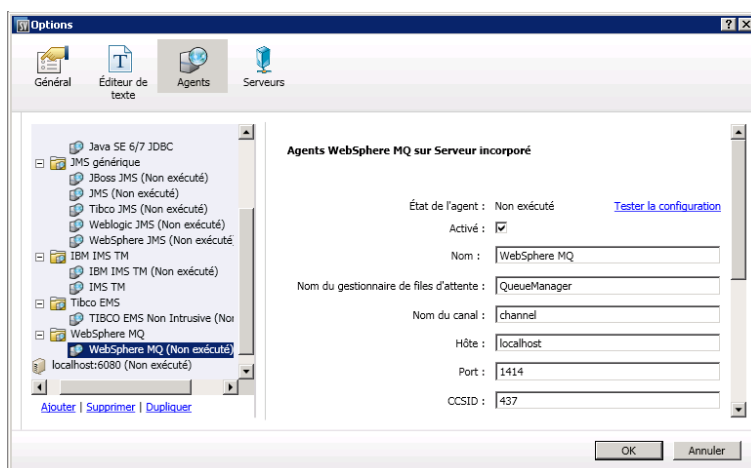 SV Options
Général
Éditeur de texte
Agents
Serveurs
Java SE 6/7 JDBC
JMS générique
JBoss JMS (Non exécuté)
JMS (Non exécuté)
Tibco JMS (Non exécuté)
Weblogic JMS (Non exécuté)
WebSphere JMS (Non exécuté
IBM IMS TM
IBM IMS TM (Non exécuté)
IMS TM
Tibco EMS
TIBCO EMS Non Intrusive (Nor
WebSphere MQ
WebSphere MQ (Non exécuté)
localhost:6080 (Non exécuté)
Ajouter | Supprimer | Dupliquer
Agents WebSphere MQ sur Serveur incorporé
État de l'agent : Non exécuté Tester la configuration
Activé :
Nom : WebSphere MQ
Nom du gestionnaire de files d'attente : QueueManager
Nom du canal : channel
Hôte : localhost
Port : 1414
CCSID : 437
OK Annuler